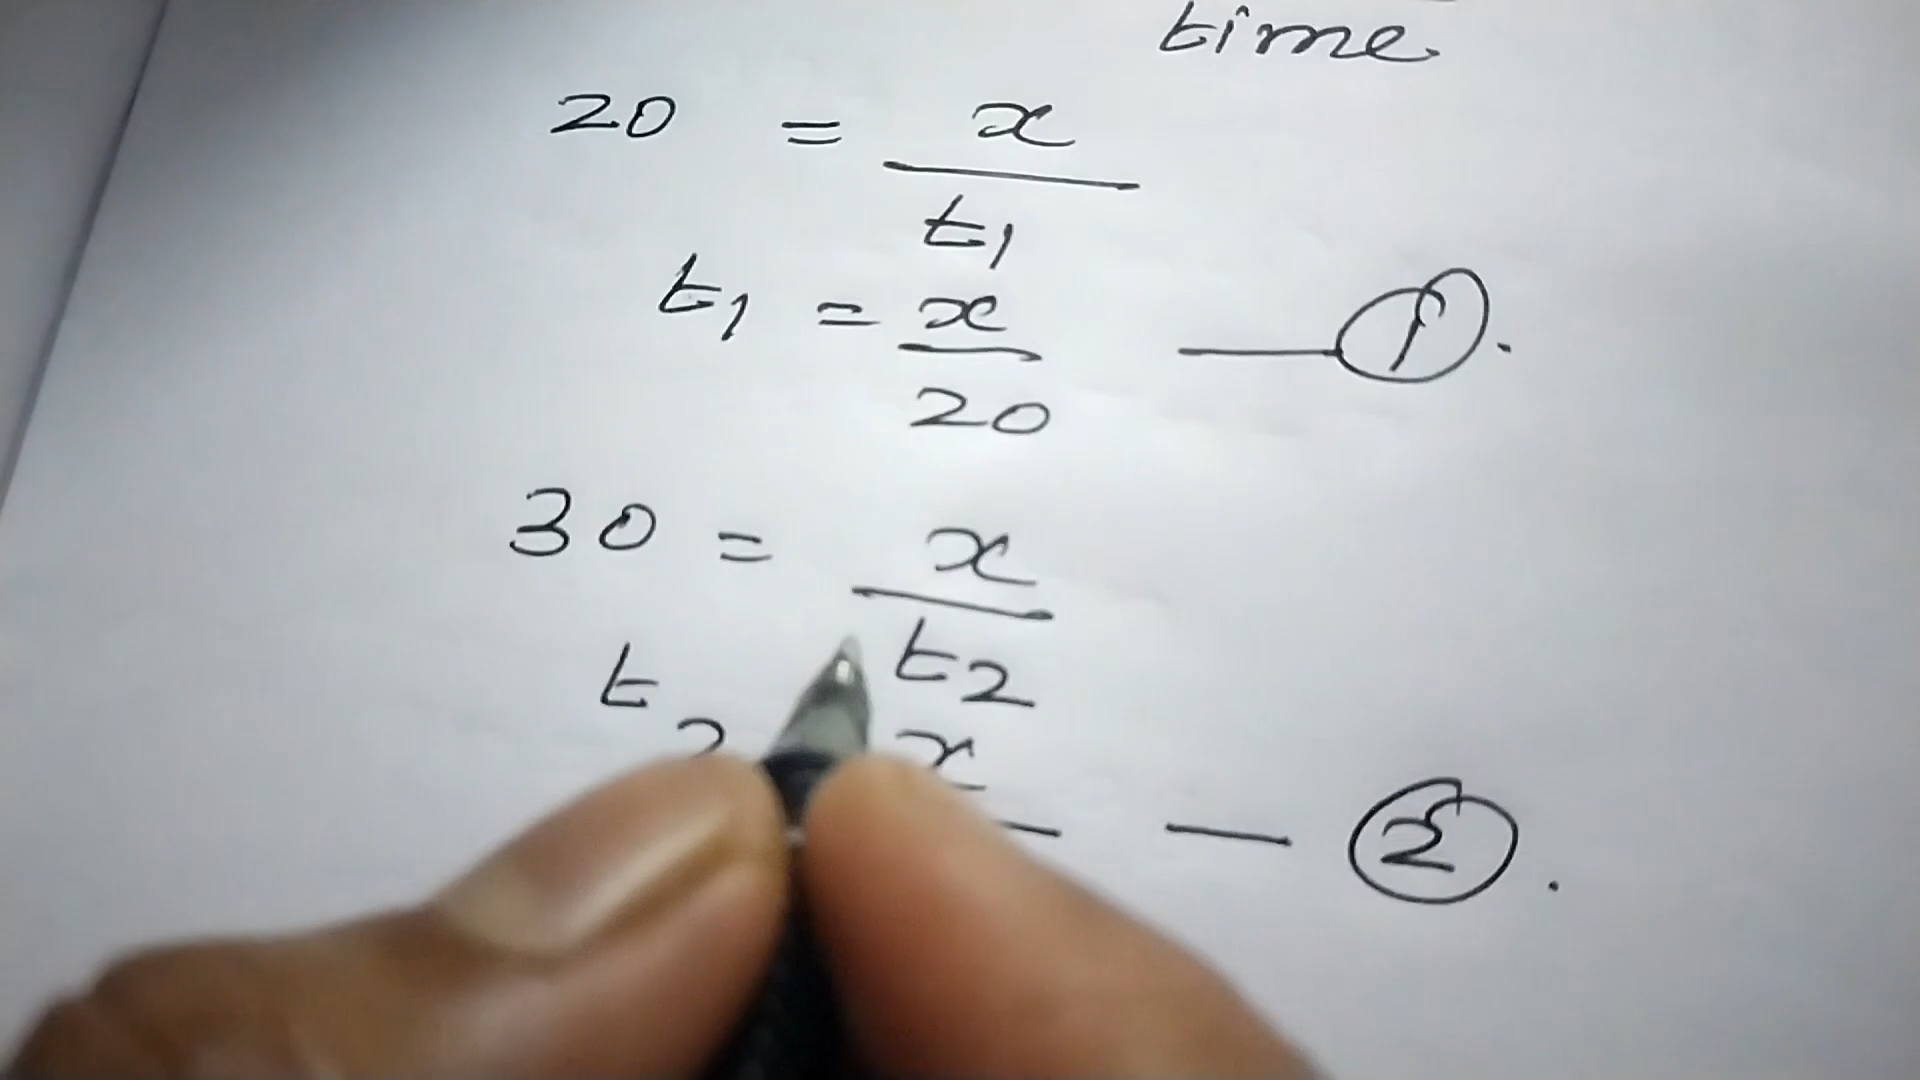 time
20 = x
t1
t1 = x — 1.
20
30 = x
t2
t2 x
— 2.